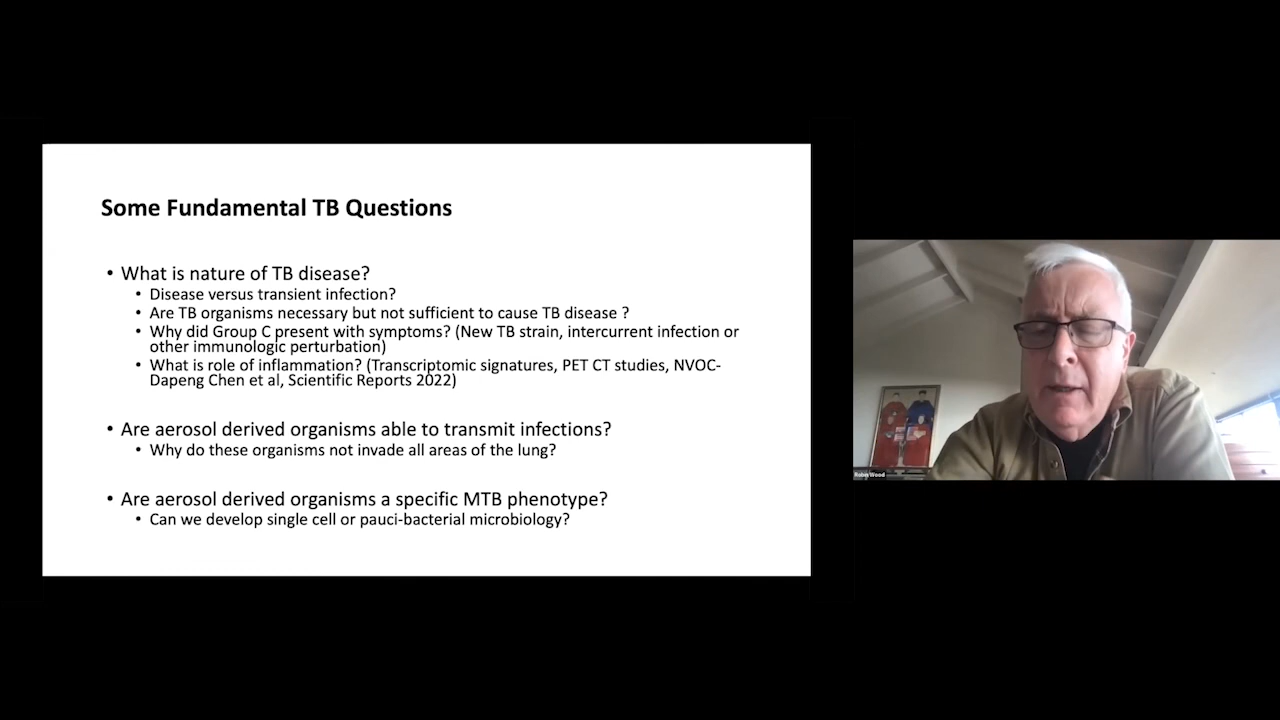 Some Fundamental TB Questions
• What is nature of TB disease?
• Disease versus transient infection?
• Are TB organisms necessary but not sufficient to cause TB disease ?
• Why did Group C present with symptoms? (New TB strain, intercurrent infection or
other immunologic perturbation)
• What is role of inflammation? (Transcriptomic signatures, PET CT studies, NVOC-
Dapeng Chen et al, Scientific Reports 2022)
• Are aerosol derived organisms able to transmit infections?
• Why do these organisms not invade all areas of the lung?
• Are aerosol derived organisms a specific MTB phenotype?
• Can we develop single cell or pauci-bacterial microbiology?
Robin Wood